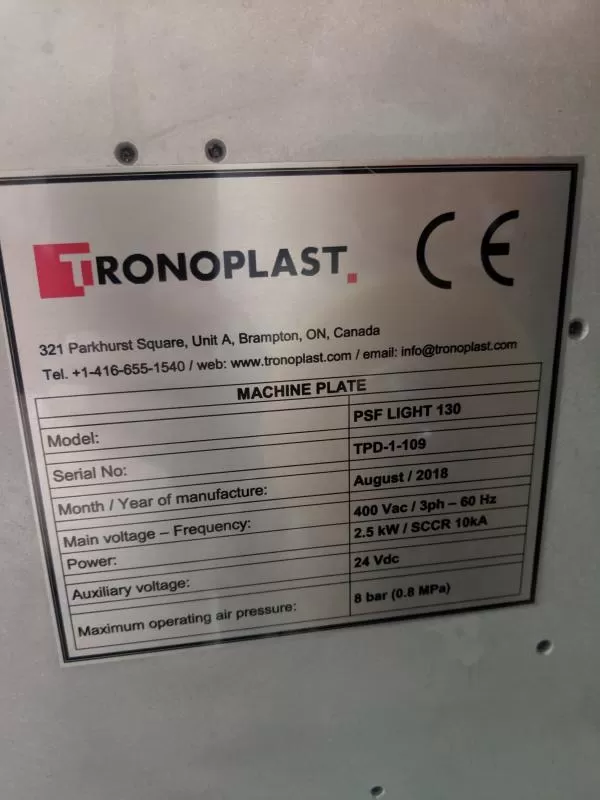 TRONOPLAST.
CE
321 Parkhurst Square, Unit A, Brampton, ON, Canada
Tel. +1-416-655-1540 / web: www.tronoplast.com / email: info@tronoplast.com
MACHINE PLATE
Model: PSF LIGHT 130
Serial No: TPD-1-109
Month / Year of manufacture: August / 2018
Main voltage – Frequency: 400 Vac / 3ph – 60 Hz
Power: 2.5 kW / SCCR 10kA
Auxiliary voltage: 24 Vdc
Maximum operating air pressure: 8 bar (0.8 MPa)